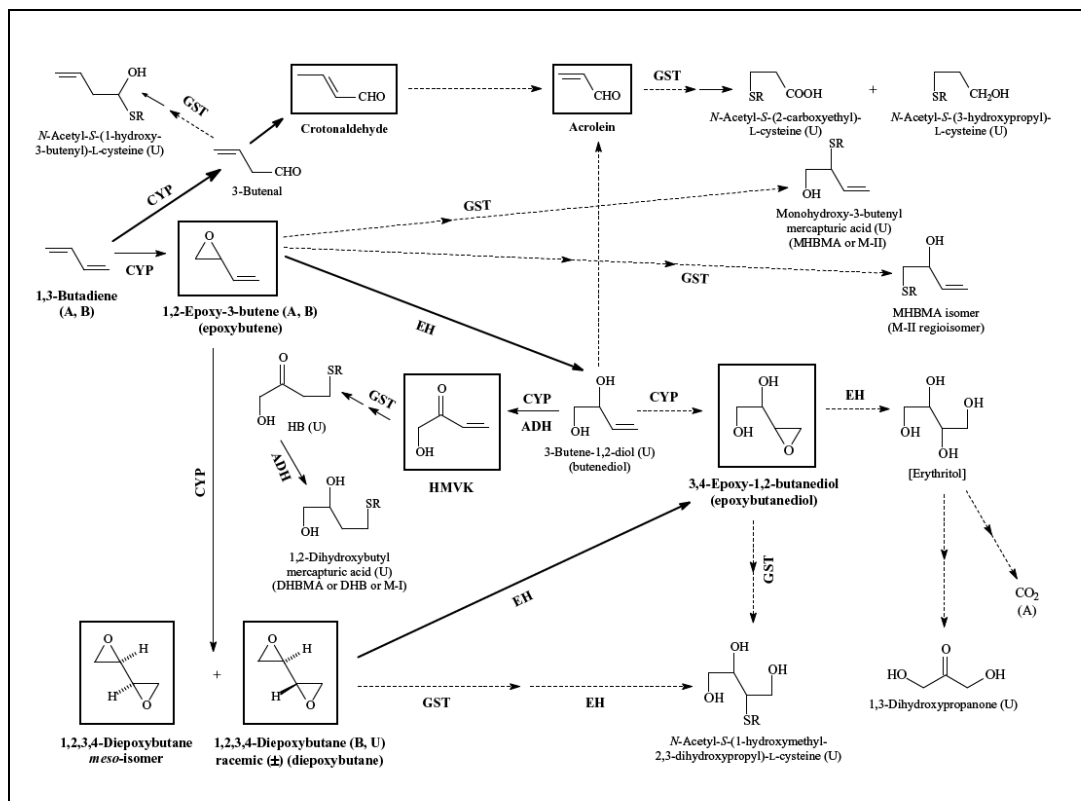 OH
SR
GST
N-Acetyl-S-(1-hydroxy-
3-butenyl)-L-cysteine (U)
CHO
Crotonaldehyde
CHO
Acrolein
GST
SR
COOH
N-Acetyl-S-(2-carboxyethyl)-
L-cysteine (U)
+
SR
CH2OH
N-Acetyl-S-(3-hydroxypropyl)-
L-cysteine (U)
CHO
3-Butenal
CYP
SR
OH
Monohydroxy-3-butenyl
mercapturic acid (U)
(MHBMA or M-II)
GST
1,3-Butadiene
(A, B)
CYP
O
1,2-Epoxy-3-butene (A, B)
(epoxybutene)
GST
OH
SR
MHBMA isomer
(M-II regioisomer)
EH
O
SR
OH
HB (U)
GST
O
OH
HMVK
CYP
ADH
OH
OH
3-Butene-1,2-diol (U)
(butenediol)
CYP
OH
OH
O
3,4-Epoxy-1,2-butanediol
(epoxybutanediol)
EH
OH
OH
OH
OH
[Erythritol]
CYP
ADH
OH
OH
SR
1,2-Dihydroxybutyl
mercapturic acid (U)
(DHBMA or DHB or M-I)
EH
GST
CO2
(A)
O
H
H
O
1,2,3,4-Diepoxybutane
meso-isomer
+
O
H
H
O
1,2,3,4-Diepoxybutane (B, U)
racemic (±) (diepoxybutane)
GST
EH
OH
OH
OH
SR
N-Acetyl-S-(1-hydroxymethyl-
2,3-dihydroxypropyl)-L-cysteine (U)
O
HO
OH
1,3-Dihydroxypropanone (U)